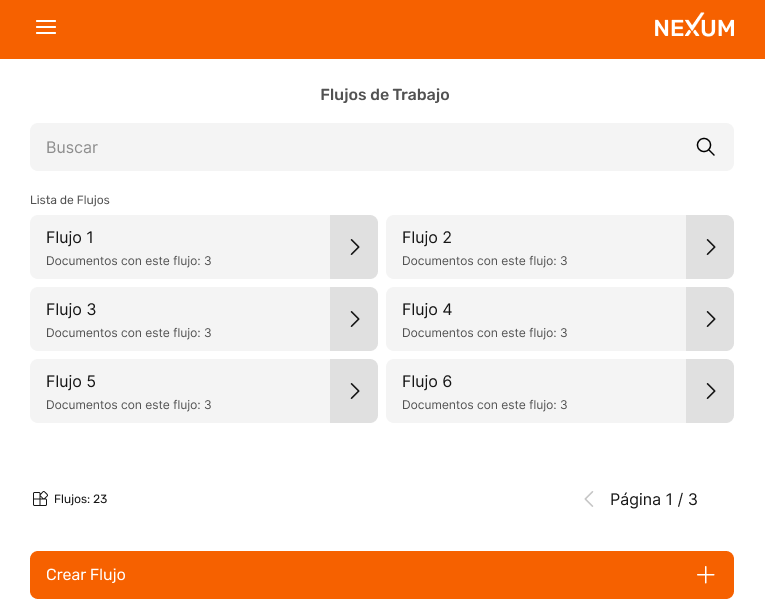 NEXUM
Flujos de Trabajo
Buscar
Lista de Flujos
Flujo 1
Documentos con este flujo: 3
Flujo 2
Documentos con este flujo: 3
Flujo 3
Documentos con este flujo: 3
Flujo 4
Documentos con este flujo: 3
Flujo 5
Documentos con este flujo: 3
Flujo 6
Documentos con este flujo: 3
Flujos: 23
Página 1 / 3
Crear Flujo